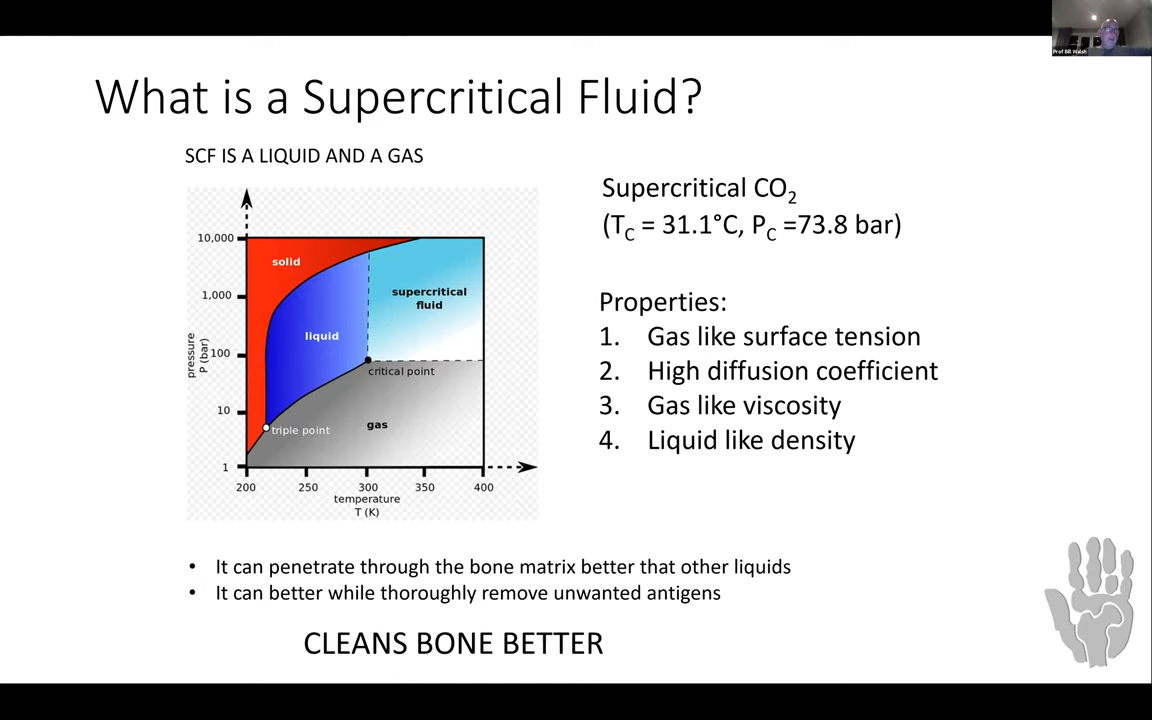 Prof Bill Walsh
What is a Supercritical Fluid?
SCF IS A LIQUID AND A GAS
10,000
1,000
100
10
1
pressure
P (bar)
solid
liquid
supercritical
fluid
critical point
gas
triple point
200 250 300 350 400
temperature
T (K)
Supercritical CO₂
(T_C = 31.1°C, P_C =73.8 bar)
Properties:
1. Gas like surface tension
2. High diffusion coefficient
3. Gas like viscosity
4. Liquid like density
• It can penetrate through the bone matrix better that other liquids
• It can better while thoroughly remove unwanted antigens
CLEANS BONE BETTER